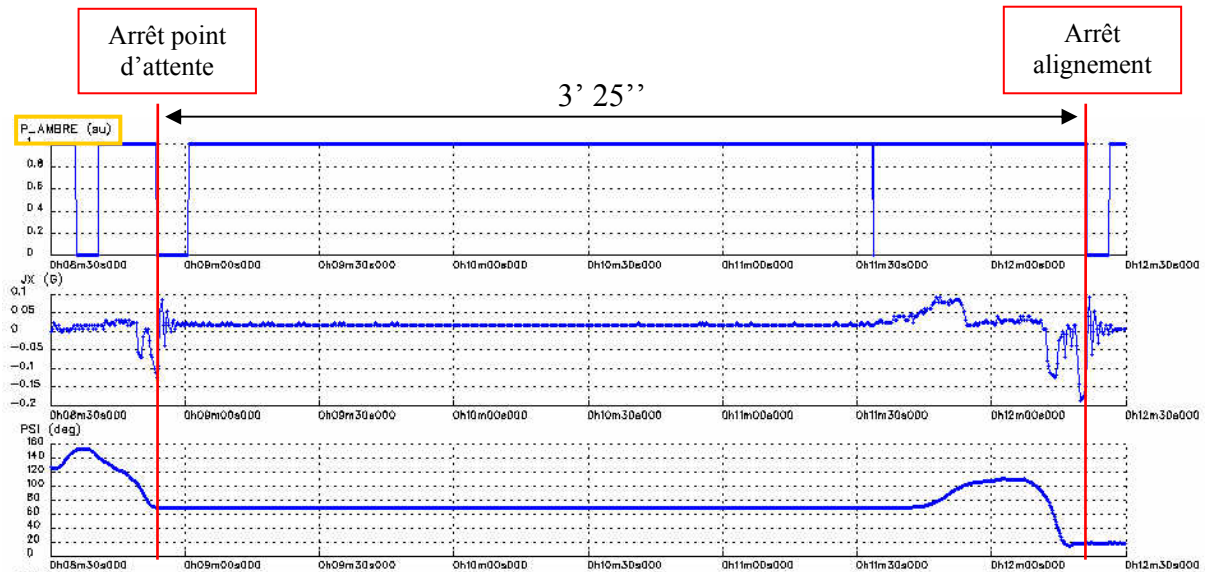 Arrêt point
d’attente
Arrêt
alignement
3’ 25’’
P_AMBRE (su)
1
0.8
0.6
0.4
0.2
0
0h08m30s000 0h09m00s000 0h09m30s000 0h10m00s000 0h10m30s000 0h11m00s000 0h11m30s000 0h12m00s000 0h12m30s000
JX (G)
0.1
0.05
0
-0.05
-0.1
-0.15
-0.2
0h08m30s000 0h09m00s000 0h09m30s000 0h10m00s000 0h10m30s000 0h11m00s000 0h11m30s000 0h12m00s000 0h12m30s000
PSI (deg)
160
140
120
100
80
60
40
20
0
0h08m30s000 0h09m00s000 0h09m30s000 0h10m00s000 0h10m30s000 0h11m00s000 0h11m30s000 0h12m00s000 0h12m30s000